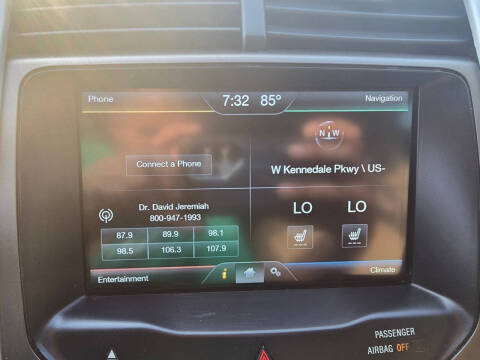 Phone 7:32 85° Navigation
N W
Connect a Phone
W Kennedale Pkwy \ US-
Dr. David Jeremiah
800-947-1993
LO LO
87.9 89.9 98.1
98.5 106.3 107.9
Entertainment i Climate
PASSENGER
AIRBAG OFF